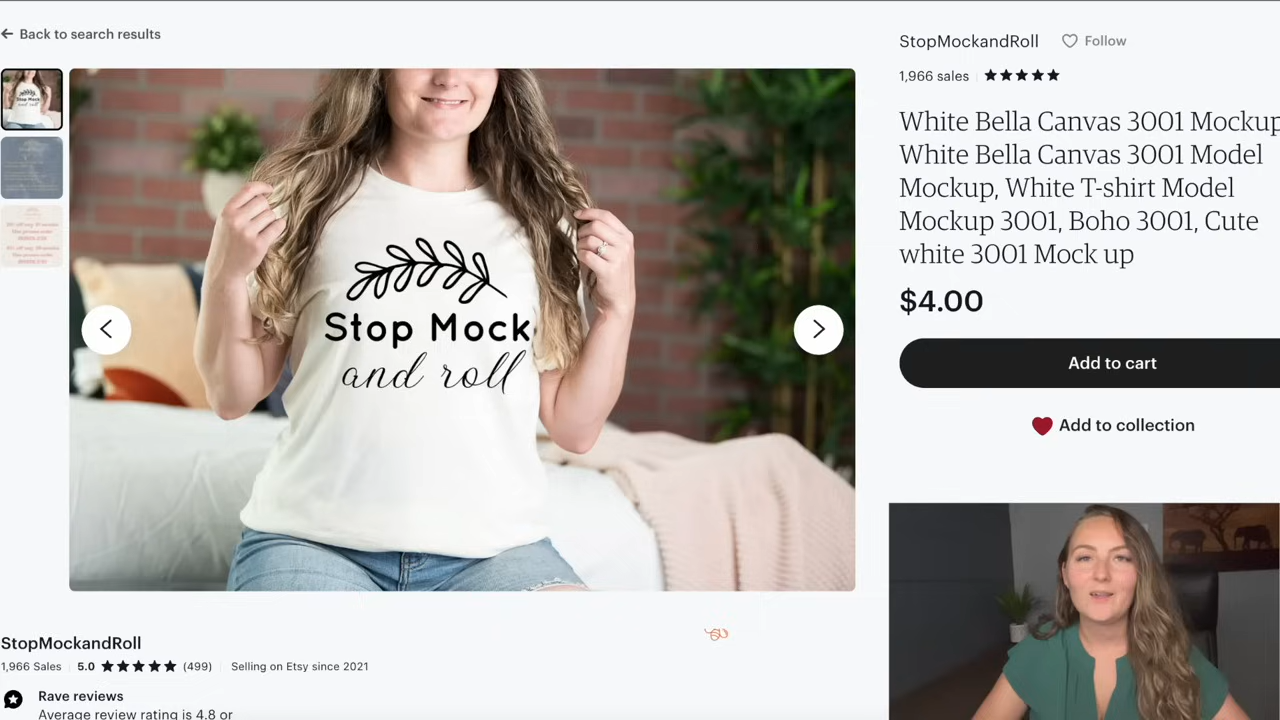 Back to search results
Stop Mock
and roll
StopMockandRoll
Follow
1,966 sales
White Bella Canvas 3001 Mockup
White Bella Canvas 3001 Model
Mockup, White T-shirt Model
Mockup 3001, Boho 3001, Cute
white 3001 Mock up
$4.00
Add to cart
Add to collection
StopMockandRoll
1,966 Sales 5.0 (499) Selling on Etsy since 2021
Rave reviews
Average review rating is 4.8 or